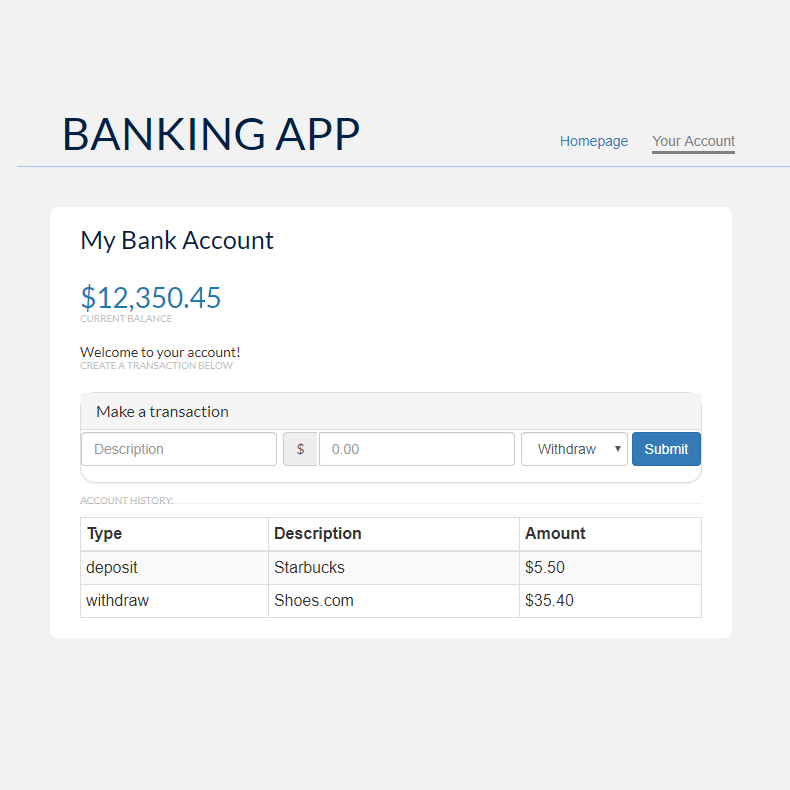 BANKING APP
Homepage Your Account
My Bank Account
$12,350.45
CURRENT BALANCE
Welcome to your account!
CREATE A TRANSACTION BELOW
Make a transaction
Description $ 0.00 Withdraw Submit
ACCOUNT HISTORY:
Type Description Amount
deposit Starbucks $5.50
withdraw Shoes.com $35.40